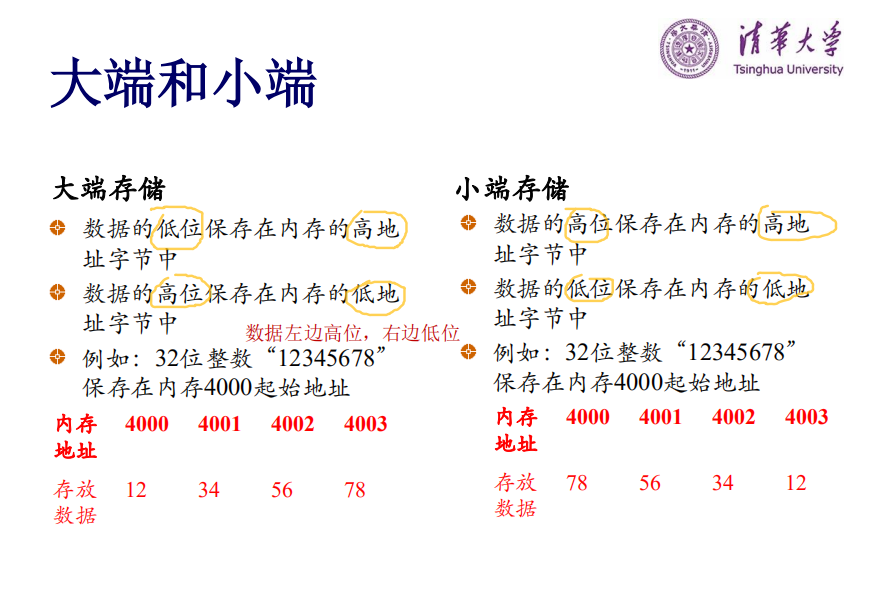 清華大学
Tsinghua University
大端和小端
大端存储
数据的低位保存在内存的高地
址字节中
数据的高位保存在内存的低地
址字节中
数据左边高位，右边低位
例如：32位整数“12345678”
保存在内存4000起始地址
内存 4000 4001 4002 4003
地址
存放 12 34 56 78
数据
小端存储
数据的高位保存在内存的高地
址字节中
数据的低位保存在内存的低地
址字节中
例如：32位整数“12345678”
保存在内存4000起始地址
内存 4000 4001 4002 4003
地址
存放 78 56 34 12
数据